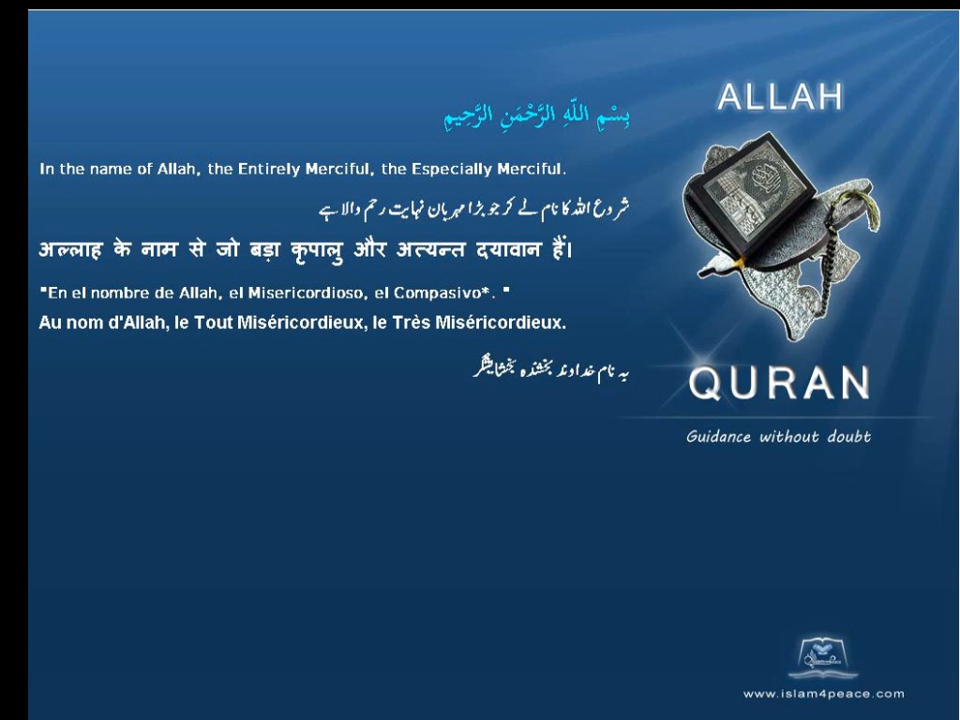 بِسْمِ اللّهِ الرَّحْمَنِ الرَّحِيمِ
In the name of Allah, the Entirely Merciful, the Especially Merciful.
شروع الله کا نام لے کر جو بڑا مہربان نہایت رحم والا ہے
अल्लाह के नाम से जो बड़ा कृपालु और अत्यन्त दयावान हैं।
"En el nombre de Allah, el Misericordioso, el Compasivo*. "
Au nom d'Allah, le Tout Miséricordieux, le Très Miséricordieux.
به نام خداوند بخشنده بخشایشگر
ALLAH
QURAN
Guidance without doubt
www.islam4peace.com